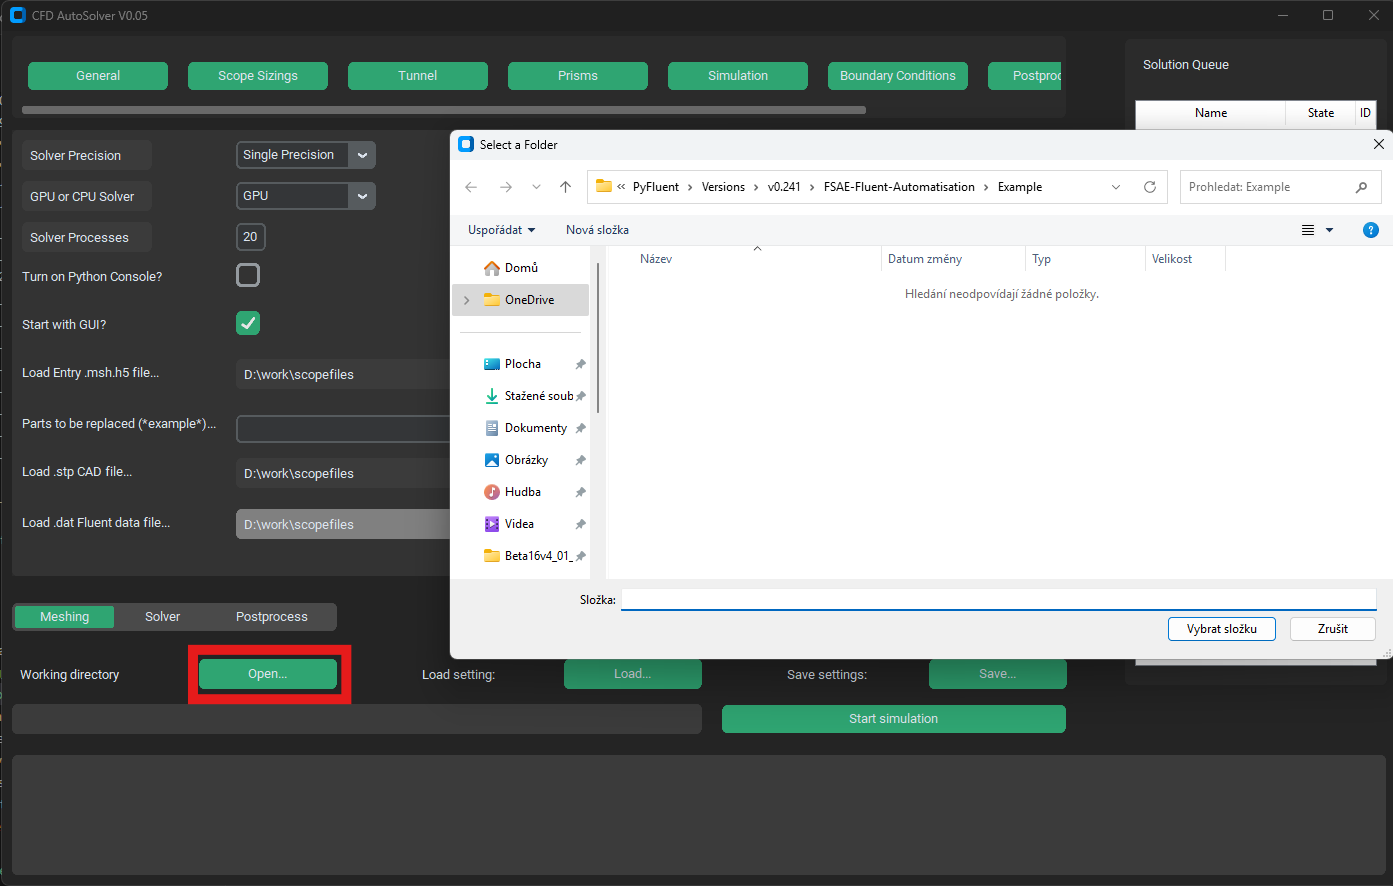 CFD AutoSolver V0.05
General
Scope Sizings
Tunnel
Prisms
Simulation
Boundary Conditions
Postproc
Solution Queue
Name State ID
Solver Precision
Single Precision
GPU or CPU Solver
GPU
Solver Processes
20
Turn on Python Console?
Start with GUI?
Load Entry .msh.h5 file...
D:\work\scopefiles
Parts to be replaced (*example*)...
Load .stp CAD file...
D:\work\scopefiles
Load .dat Fluent data file...
D:\work\scopefiles
Select a Folder
« PyFluent › Versions › v0.241 › FSAE-Fluent-Automatisation › Example
Prohledat: Example
Uspořádat
Nová složka
Domů
OneDrive
Plocha
Stažené soub
Dokumenty
Obrázky
Hudba
Videa
Beta16v4_01_
Název Datum změny Typ Velikost
Hledání neodpovídají žádné položky.
Složka:
Vybrat složku
Zrušit
Meshing
Solver
Postprocess
Working directory
Open...
Load setting:
Load...
Save settings:
Save...
Start simulation